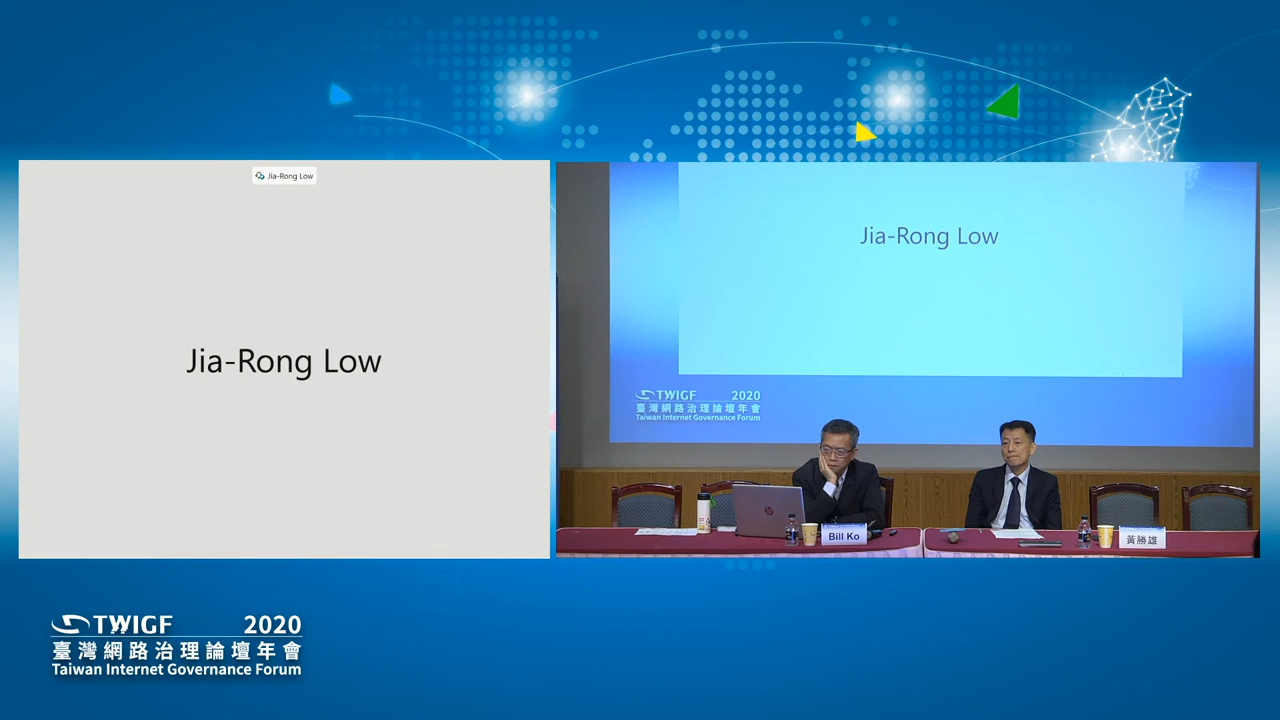 Jia-Rong Low
Jia-Rong Low
Jia-Rong Low
TWIGF 2020
臺灣網路治理論壇年會
Taiwan Internet Governance Forum
hp
Bill Ko
黃勝雄
TWIGF 2020
臺灣網路治理論壇年會
Taiwan Internet Governance Forum